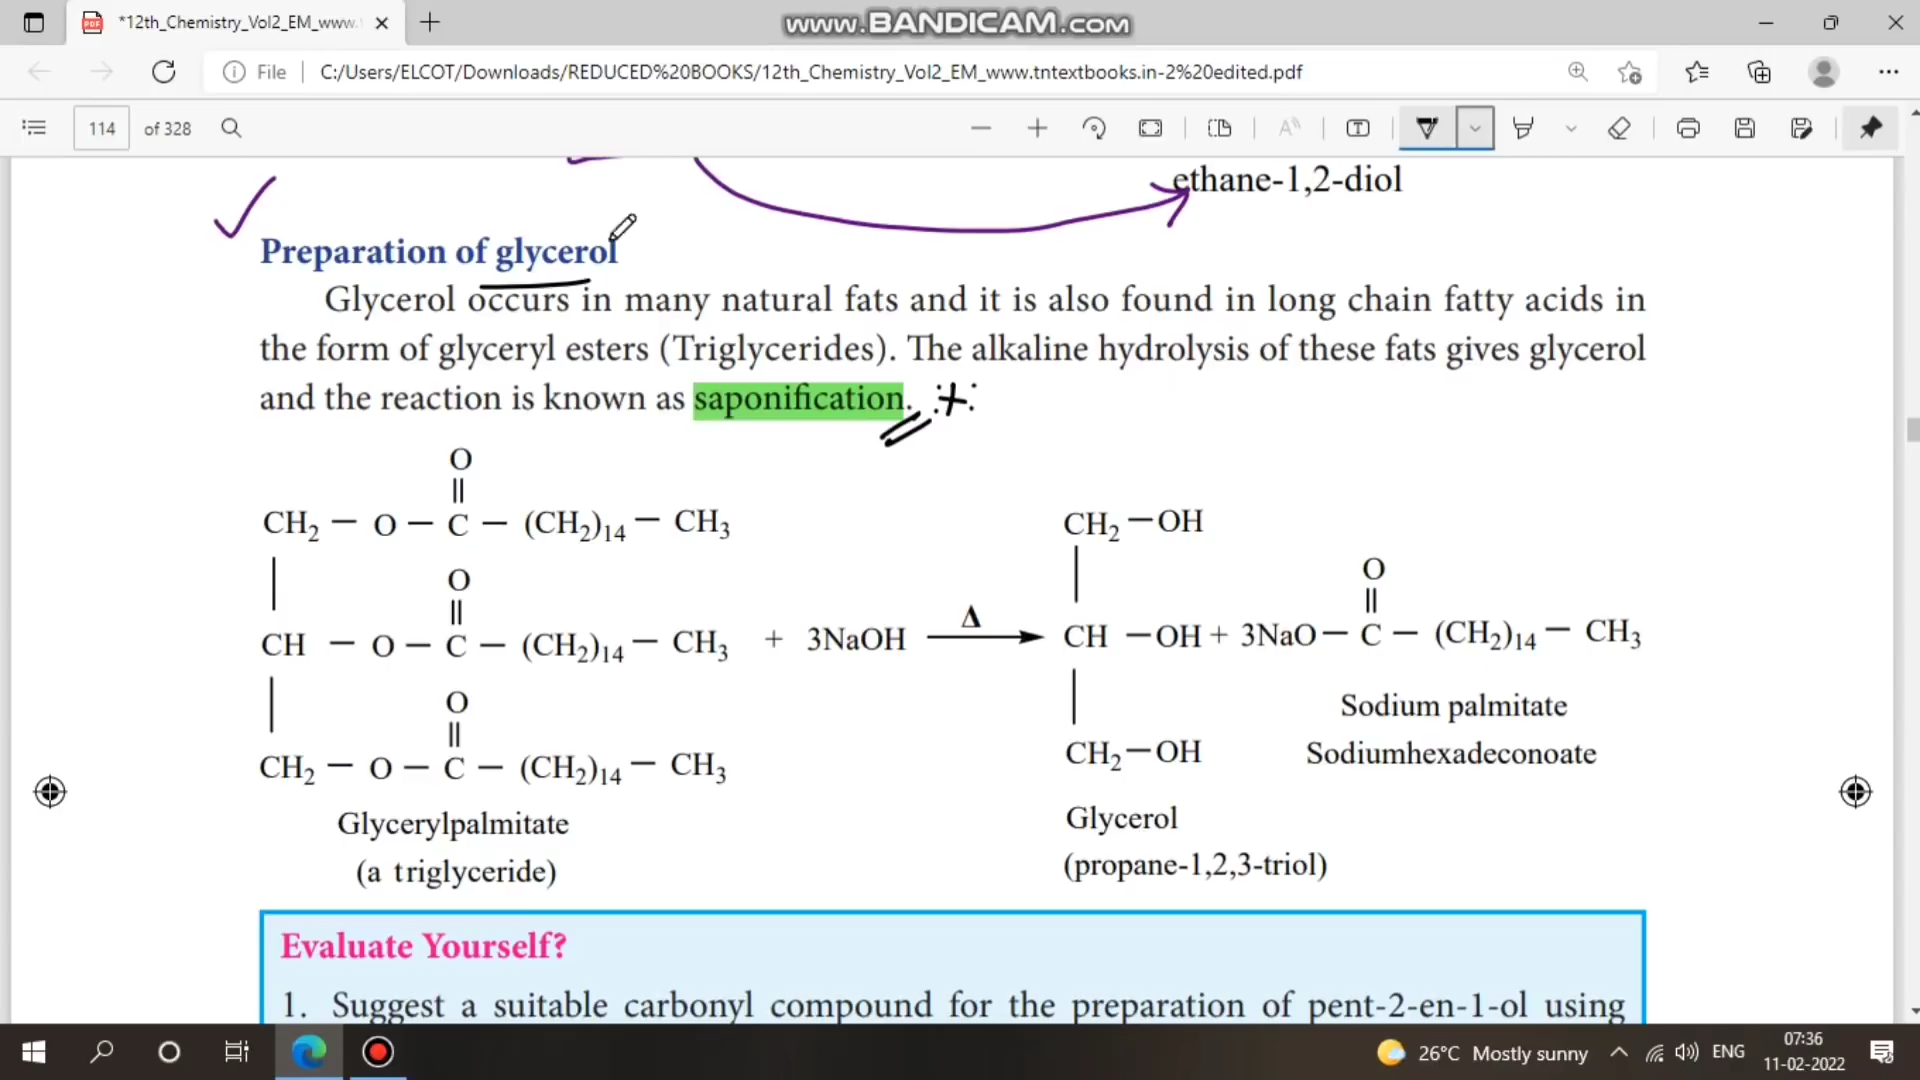 www.BANDICAM.com
*12th_Chemistry_Vol2_EM_www.
File
C:/Users/ELCOT/Downloads/REDUCED%20BOOKS/12th_Chemistry_Vol2_EM_www.tntextbooks.in-2%20edited.pdf
114 of 328
ethane-1,2-diol
Preparation of glycerol
Glycerol occurs in many natural fats and it is also found in long chain fatty acids in
the form of glyceryl esters (Triglycerides). The alkaline hydrolysis of these fats gives glycerol
and the reaction is known as saponification.
O
||
CH₂ — O — C — (CH₂)₁₄ — CH₃
|
O
||
CH — O — C — (CH₂)₁₄ — CH₃ + 3NaOH
|
O
||
CH₂ — O — C — (CH₂)₁₄ — CH₃
Glycerylpalmitate
(a triglyceride)
Δ
→
CH₂ — OH
|
CH — OH
|
CH₂ — OH
Glycerol
(propane-1,2,3-triol)
O
||
+ 3NaO — C — (CH₂)₁₄ — CH₃
Sodium palmitate
Sodiumhexadeconoate
Evaluate Yourself?
1. Suggest a suitable carbonyl compound for the preparation of pent-2-en-1-ol using
26°C Mostly sunny
ENG
07:36
11-02-2022